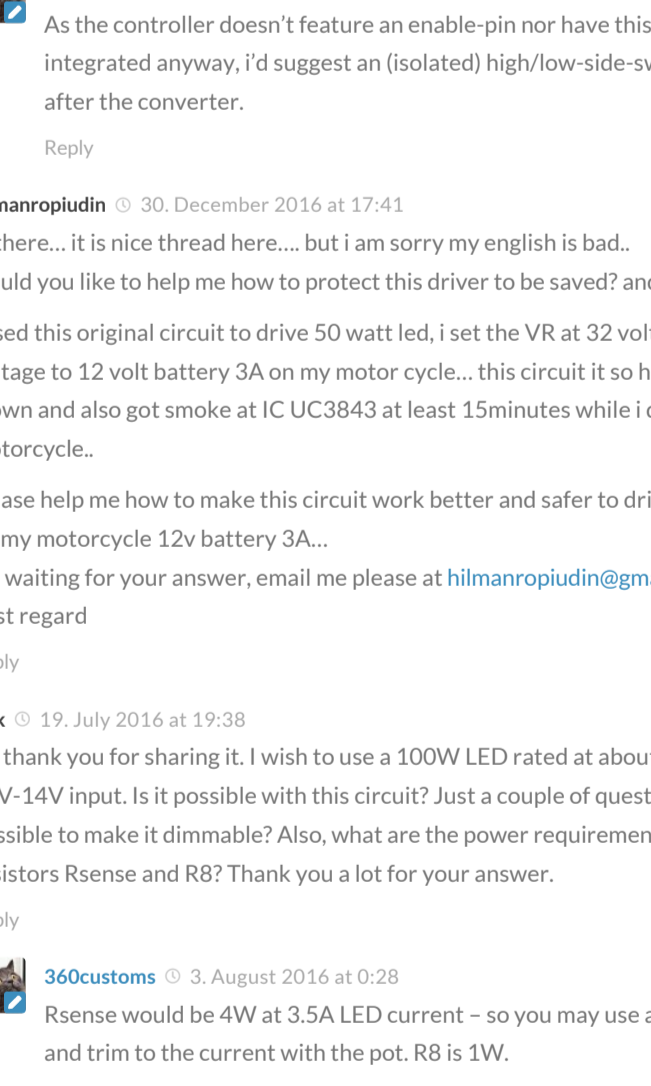 As the controller doesn’t feature an enable-pin nor have this
integrated anyway, i’d suggest an (isolated) high/low-side-sw
after the converter.
Reply
manropiudin 30. December 2016 at 17:41
there… it is nice thread here…. but i am sorry my english is bad..
uld you like to help me how to protect this driver to be saved? and
sed this original circuit to drive 50 watt led, i set the VR at 32 volt
tage to 12 volt battery 3A on my motor cycle… this circuit it so h
own and also got smoke at IC UC3843 at least 15minutes while i
torcycle..
ase help me how to make this circuit work better and safer to dri
my motorcycle 12v battery 3A…
waiting for your answer, email me please at hilmanropiudin@gma
st regard
ply
k 19. July 2016 at 19:38
thank you for sharing it. I wish to use a 100W LED rated at about
V-14V input. Is it possible with this circuit? Just a couple of quest
ssible to make it dimmable? Also, what are the power requiremen
sistors Rsense and R8? Thank you a lot for your answer.
ply
360customs 3. August 2016 at 0:28
Rsense would be 4W at 3.5A LED current – so you may use a
and trim to the current with the pot. R8 is 1W.